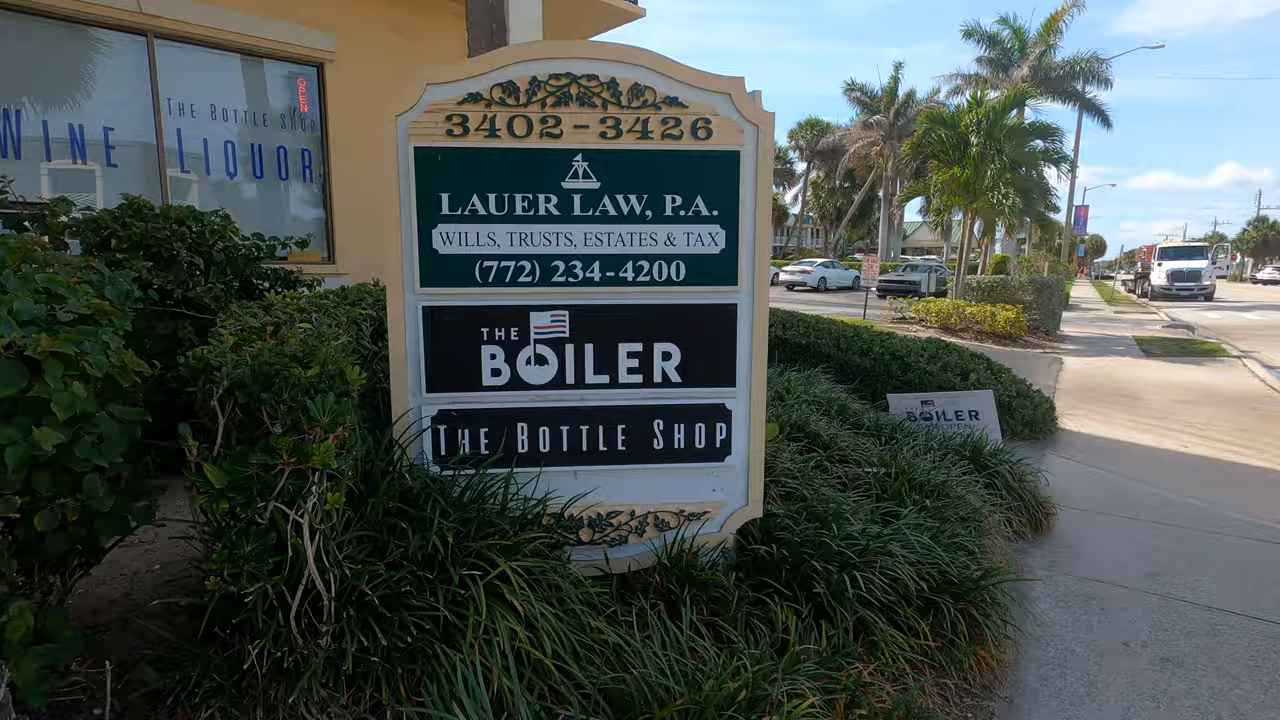 WINE
THE BOTTLE SHOP
LIQUOR
OPEN
3402-3426
LAUER LAW, P.A.
WILLS, TRUSTS, ESTATES & TAX
(772) 234-4200
THE
BOILER
THE BOTTLE SHOP
THE
BOILER
OPEN